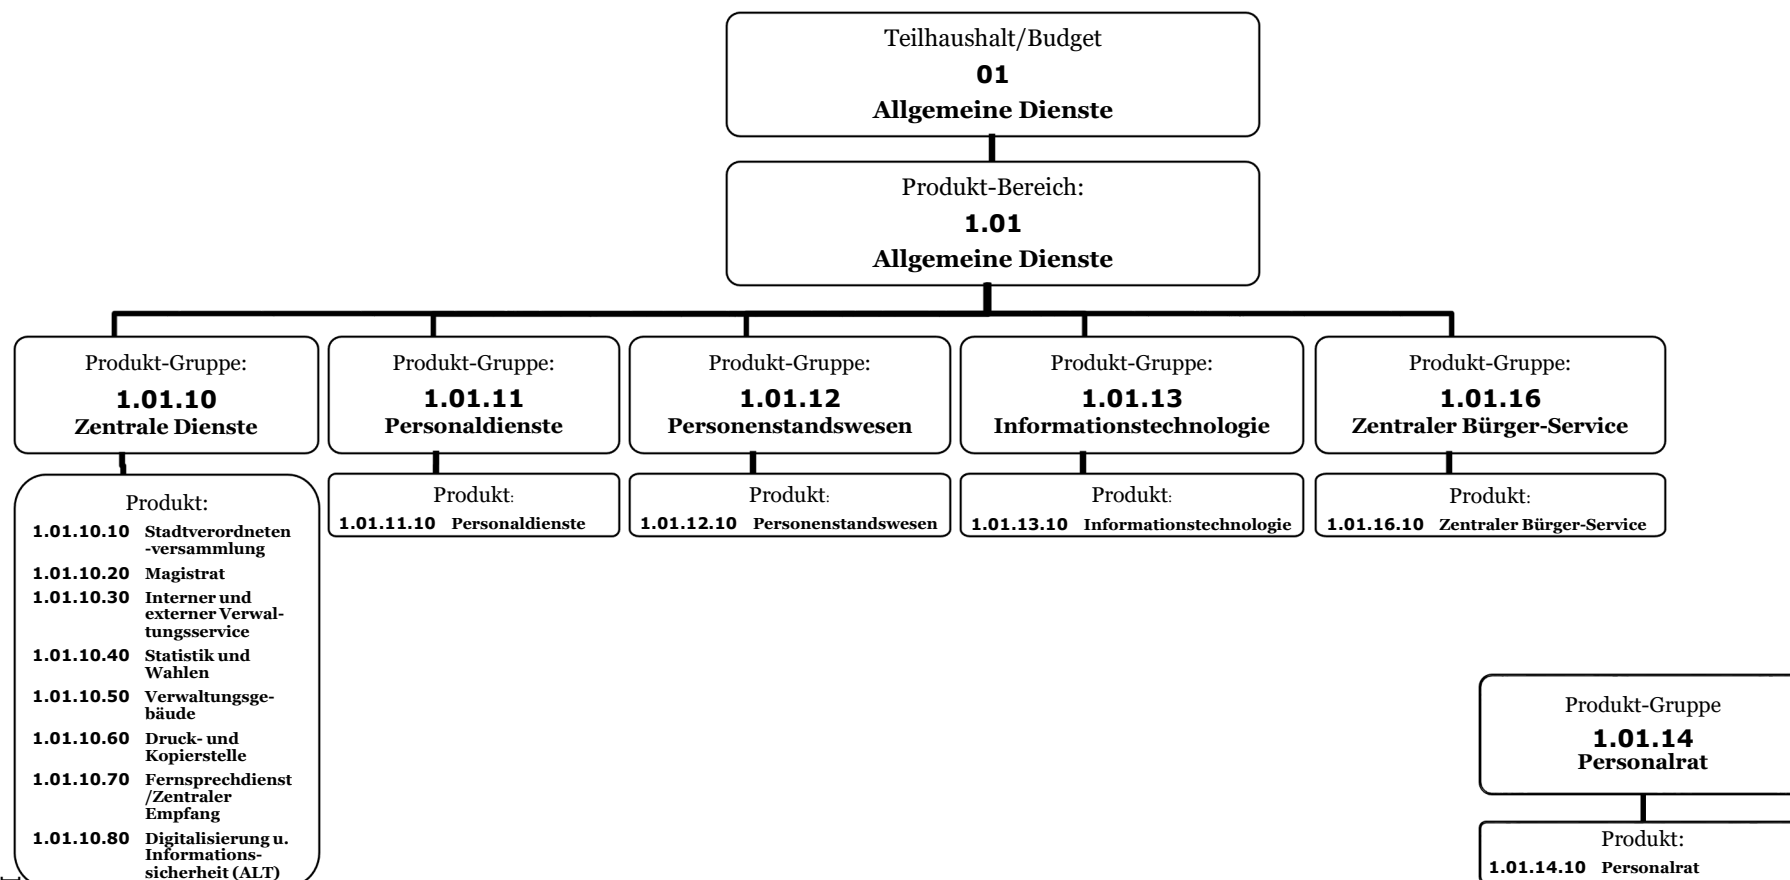 Teilhaushalt/Budget
01
Allgemeine Dienste
Produkt-Bereich:
1.01
Allgemeine Dienste
Produkt-Gruppe:
1.01.10
Zentrale Dienste
Produkt-Gruppe:
1.01.11
Personaldienste
Produkt-Gruppe:
1.01.12
Personenstandswesen
Produkt-Gruppe:
1.01.13
Informationstechnologie
Produkt-Gruppe:
1.01.16
Zentraler Bürger-Service
Produkt:
1.01.10.10 Stadtverordneten
-versammlung
1.01.10.20 Magistrat
1.01.10.30 Interner und
externer Verwal-
tungsservice
1.01.10.40 Statistik und
Wahlen
1.01.10.50 Verwaltungsge-
bäude
1.01.10.60 Druck- und
Kopierstelle
1.01.10.70 Fernsprechdienst
/Zentraler
Empfang
1.01.10.80 Digitalisierung u.
Informations-
sicherheit (ALT)
Produkt:
1.01.11.10 Personaldienste
Produkt:
1.01.12.10 Personenstandswesen
Produkt:
1.01.13.10 Informationstechnologie
Produkt:
1.01.16.10 Zentraler Bürger-Service
Produkt-Gruppe
1.01.14
Personalrat
Produkt:
1.01.14.10 Personalrat